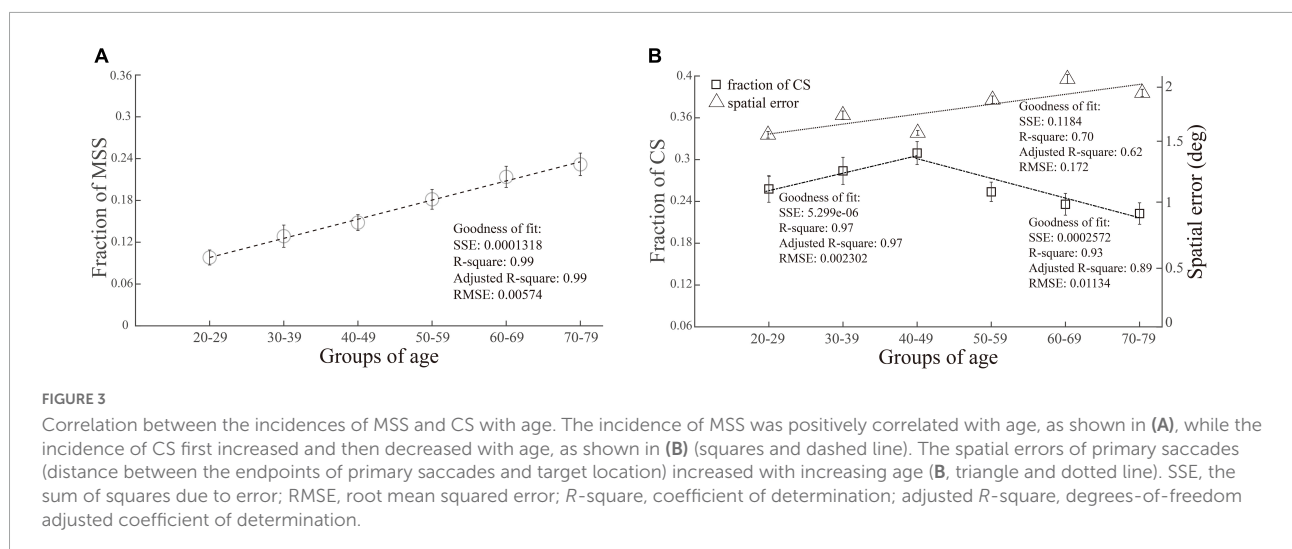 A
0.36
0.3
0.24
0.18
0.12
0.06
0
Fraction of MSS
Goodness of fit:
SSE: 0.0001318
R-square: 0.99
Adjusted R-square: 0.99
RMSE: 0.00574
20-29 30-39 40-49 50-59 60-69 70-79
Groups of age
B
0.4
0.36
0.3
0.24
0.18
0.12
0.06
Fraction of CS
fraction of CS
spatial error
Goodness of fit:
SSE: 0.1184
R-square: 0.70
Adjusted R-square: 0.62
RMSE: 0.172
Goodness of fit:
SSE: 5.299e-06
R-square: 0.97
Adjusted R-square: 0.97
RMSE: 0.002302
Goodness of fit:
SSE: 0.0002572
R-square: 0.93
Adjusted R-square: 0.89
RMSE: 0.01134
2
1.5
1
0.5
0
Spatial error (deg)
20-29 30-39 40-49 50-59 60-69 70-79
Groups of age
FIGURE 3
Correlation between the incidences of MSS and CS with age. The incidence of MSS was positively correlated with age, as shown in (A), while the
incidence of CS first increased and then decreased with age, as shown in (B) (squares and dashed line). The spatial errors of primary saccades
(distance between the endpoints of primary saccades and target location) increased with increasing age (B, triangle and dotted line). SSE, the
sum of squares due to error; RMSE, root mean squared error; R-square, coefficient of determination; adjusted R-square, degrees-of-freedom
adjusted coefficient of determination.